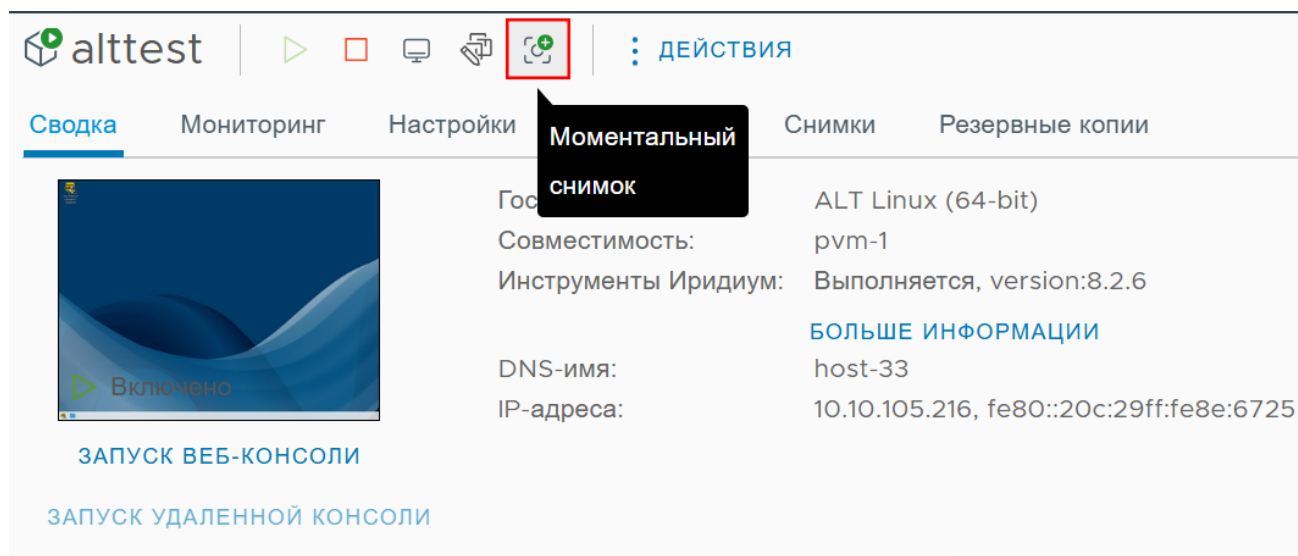 alttest
ДЕЙСТВИЯ
Сводка Мониторинг Настройки Снимки Резервные копии
Моментальный
снимок
ALT Linux (64-bit)
Совместимость: pvm-1
Инструменты Иридиум: Выполняется, version:8.2.6
БОЛЬШЕ ИНФОРМАЦИИ
DNS-имя: host-33
IP-адреса: 10.10.105.216, fe80::20c:29ff:fe8e:6725
Включено
ЗАПУСК ВЕБ-КОНСОЛИ
ЗАПУСК УДАЛЕННОЙ КОНСОЛИ